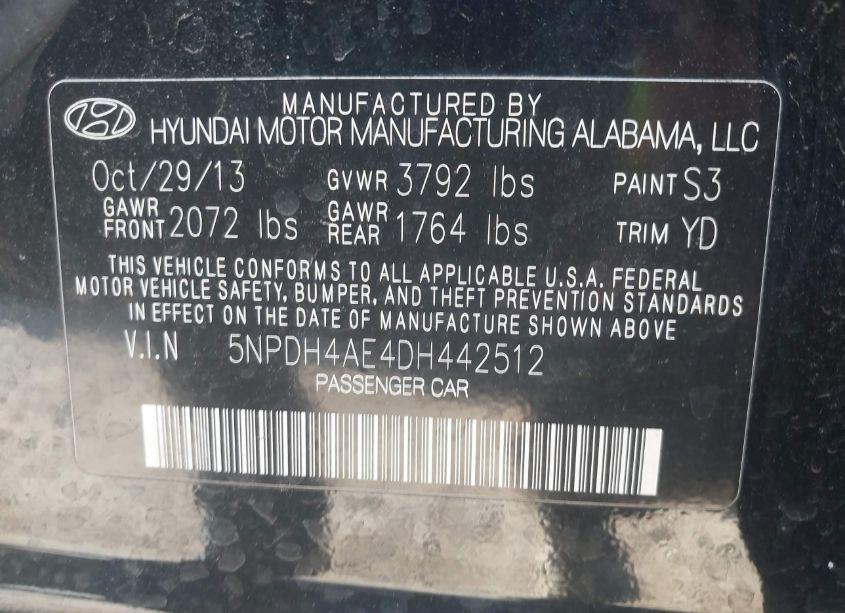 MANUFACTURED BY
HYUNDAI MOTOR MANUFACTURING ALABAMA, LLC
Oct/29/13 GVWR 3792 lbs PAINT S3
GAWR FRONT 2072 lbs GAWR REAR 1764 lbs TRIM YD
THIS VEHICLE CONFORMS TO ALL APPLICABLE U.S.A. FEDERAL
MOTOR VEHICLE SAFETY, BUMPER, AND THEFT PREVENTION STANDARDS
IN EFFECT ON THE DATE OF MANUFACTURE SHOWN ABOVE
V.I.N 5NPDH4AE4DH442512
PASSENGER CAR